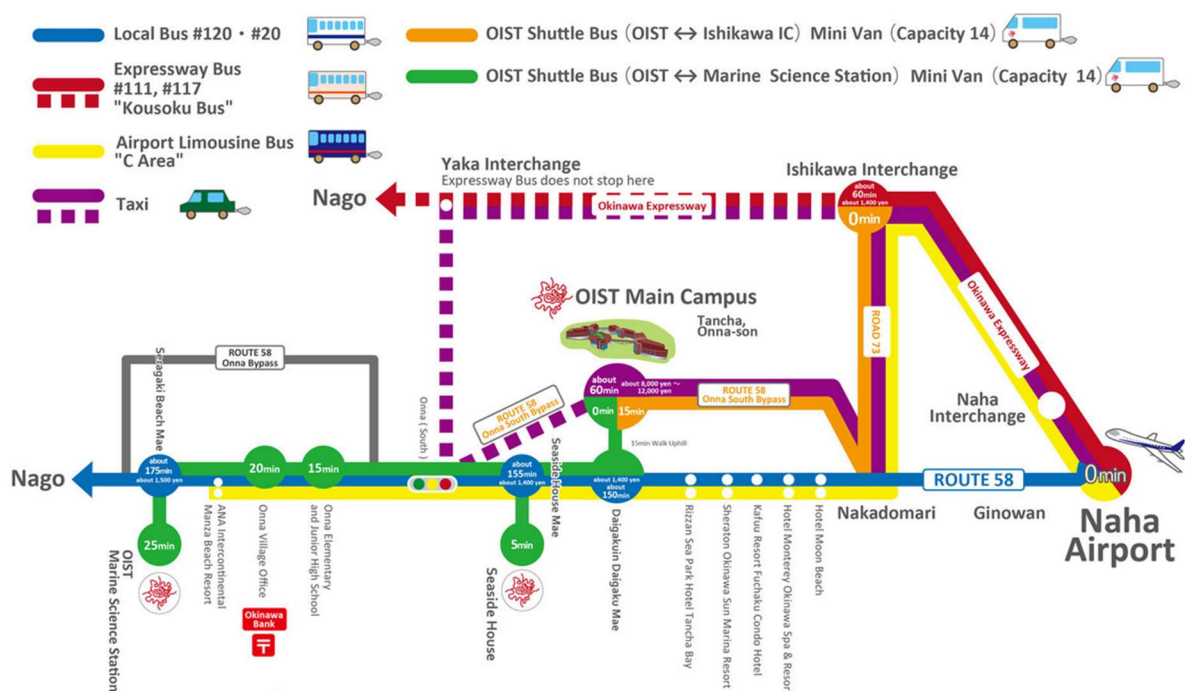 Local Bus #120・#20
Expressway Bus
#111, #117
"Kousoku Bus"
Airport Limousine Bus
"C Area"
Taxi
OIST Shuttle Bus (OIST ↔ Ishikawa IC) Mini Van (Capacity 14)
OIST Shuttle Bus (OIST ↔ Marine Science Station) Mini Van (Capacity 14)
Yaka Interchange
Expressway Bus does not stop here
Nago
Okinawa Expressway
Ishikawa Interchange
about
60min
about 1,400 yen
0min
Okinawa Expressway
ROAD 73
Naha
Interchange
OIST Main Campus
Tancha,
Onna-son
about
60min
about 8,000 yen ～
12,000 yen
0min
15min
ROUTE 58
Onna South Bypass
ROUTE 58
Onna South Bypass
15min Walk Uphill
ROUTE 58
Onna Bypass
Seragaki Beach Mae
Onna ( South )
Seaside House Mae
Nago
about
175min
about 1,500 yen
20min
15min
about
155min
about 1,400 yen
about 1,400 yen
about
150min
ROUTE 58
0min
Nakadomari
Ginowan
Naha
Airport
25min
5min
OIST
Marine Science Station
ANA Intercontinental
Manza Beach Resort
Onna Village Office
Okinawa
Bank
〒
Onna Elementary
and Junior High School
Seaside House
Daigakuin Daigaku Mae
Rizzan Sea Park Hotel Tancha Bay
Sheraton Okinawa Sun Marina Resort
Kafuu Resort Fuchaku Condo Hotel
Hotel Monterey Okinawa Spa & Resor
Hotel Moon Beach